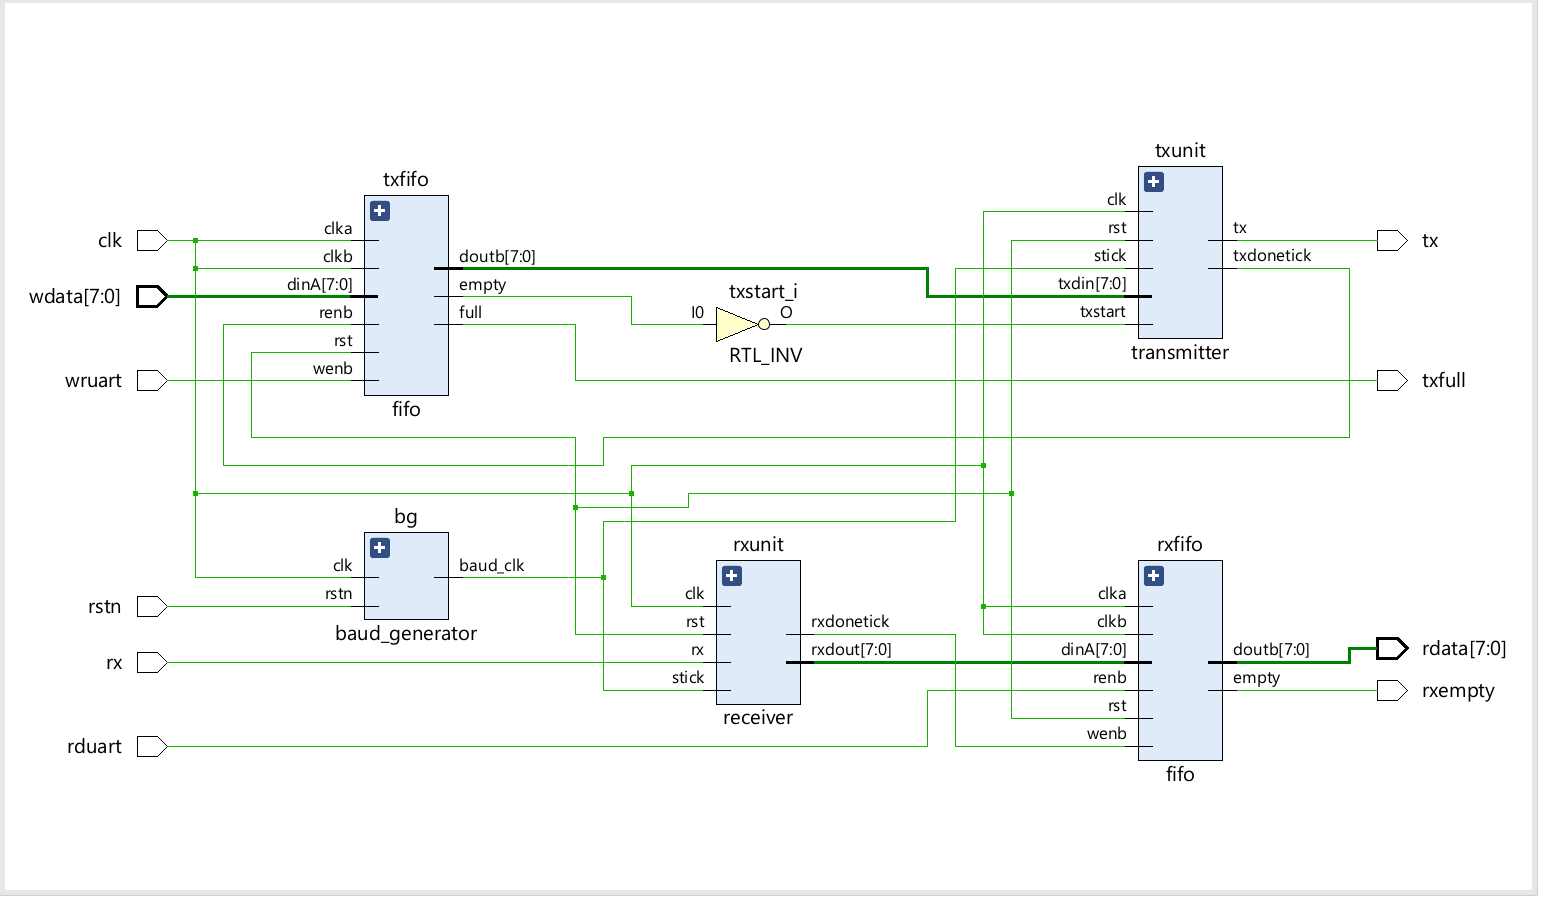 txunit
clk
rst
stick
txdin[7:0]
txstart
tx
txdonetick
transmitter
txfifo
clka
clkb
dinA[7:0]
renb
rst
wenb
doutb[7:0]
empty
full
fifo
clk
wdata[7:0]
wruart
txstart_i
I0
O
RTL_INV
tx
txfull
bg
clk
rstn
baud_clk
baud_generator
rstn
rx
rduart
rxunit
clk
rst
rx
stick
rxdonetick
rxdout[7:0]
receiver
rxfifo
clka
clkb
dinA[7:0]
renb
rst
wenb
doutb[7:0]
empty
fifo
rdata[7:0]
rxempty